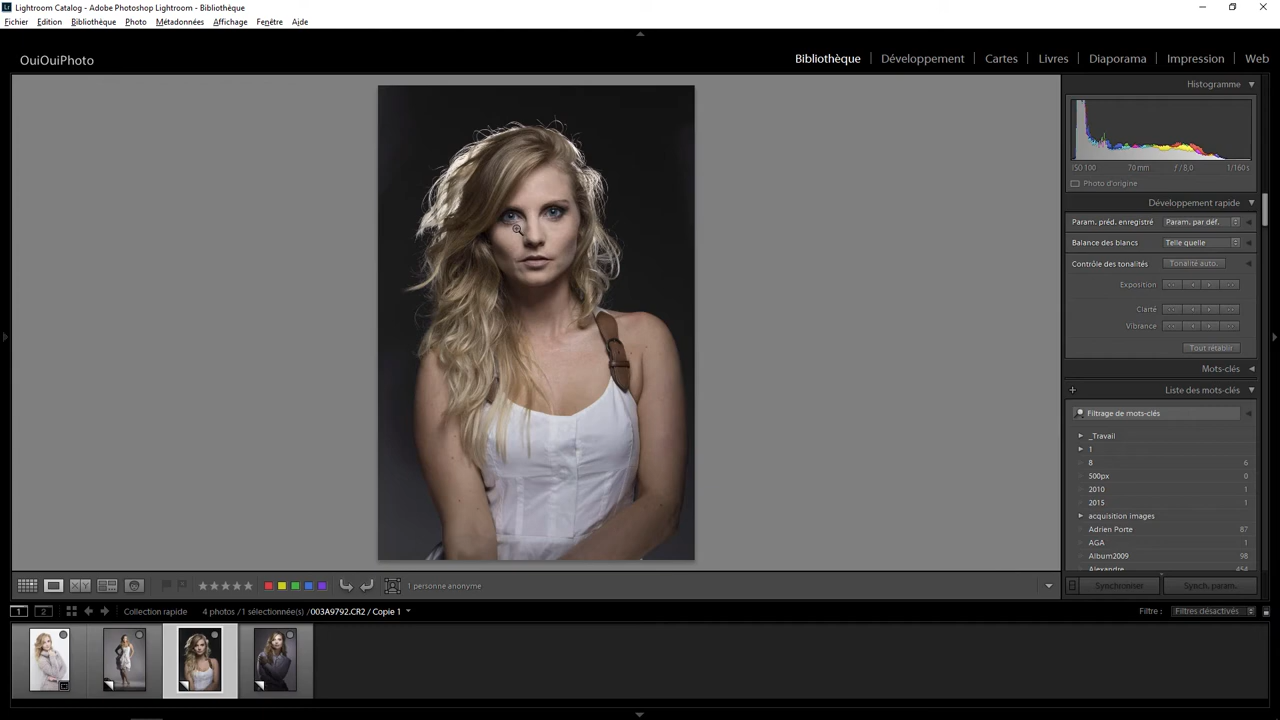 Lightroom Catalog - Adobe Photoshop Lightroom - Bibliothèque
Fichier Edition Bibliothèque Photo Métadonnées Affichage Fenêtre Aide
OuiOuiPhoto
Bibliothèque | Développement | Cartes | Livres | Diaporama | Impression | Web
Histogramme
ISO 100 70 mm ƒ / 8,0 1/160s
Photo d'origine
Développement rapide
Param. préd. enregistré Param. par déf.
Balance des blancs Telle quelle
Contrôle des tonalités Tonalité auto.
Exposition
Clarté
Vibrance
Tout rétablir
Mots-clés
Liste des mots-clés
Filtrage de mots-clés
_Travail
1
8 6
500px 0
2010 1
2015 1
acquisition images
Adrien Porte 87
AGA 1
Album2009 98
Alexandre 454
X Y
1 personne anonyme
Synchroniser Synch. param.
1 2 Collection rapide 4 photos /1 sélectionnée(s) /003A9792.CR2 / Copie 1
Filtre : Filtres désactivés